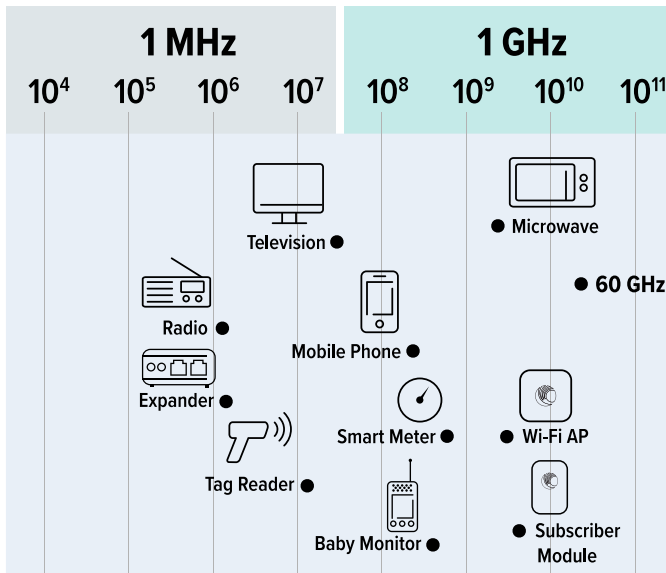 1 MHz
1 GHz
10⁴ 10⁵ 10⁶ 10⁷ 10⁸ 10⁹ 10¹⁰ 10¹¹
Television
Microwave
60 GHz
Radio
Mobile Phone
Expander
Smart Meter
Wi-Fi AP
Tag Reader
Baby Monitor
Subscriber
Module